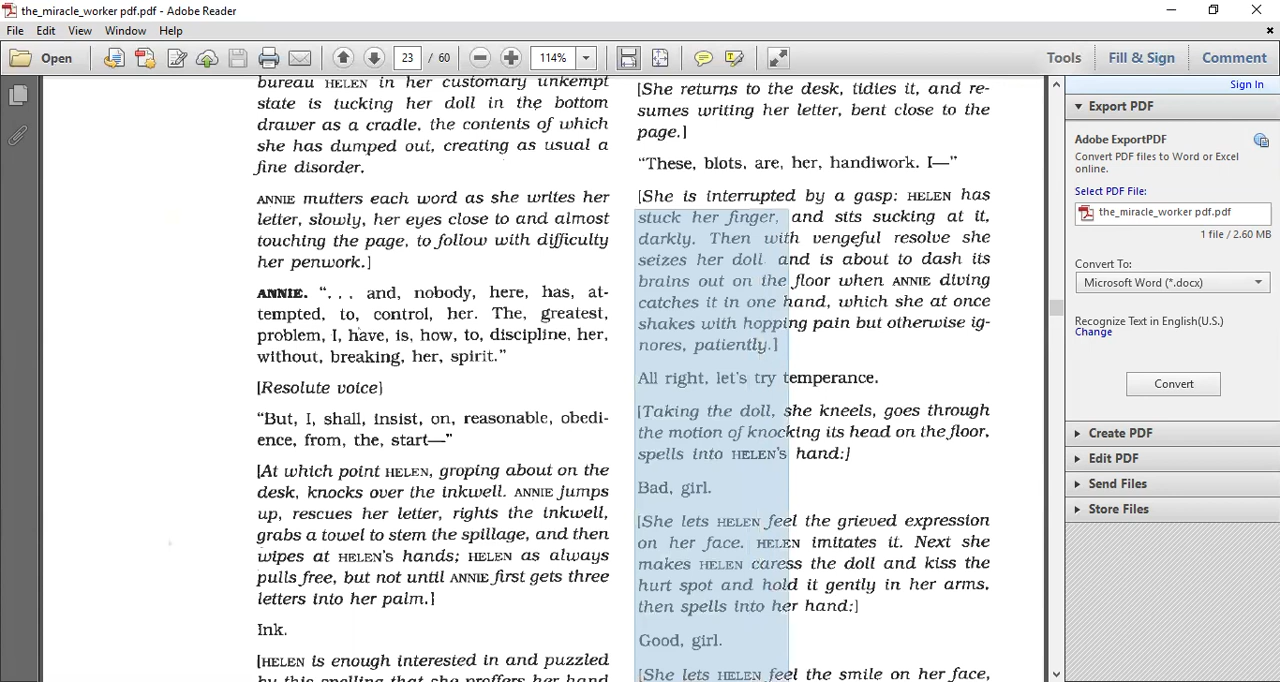 the_miracle_worker pdf.pdf - Adobe Reader
File Edit View Window Help
Open 23 / 60 114% Tools Fill & Sign Comment
bureau HELEN in her customary unkempt
state is tucking her doll in the bottom
drawer as a cradle, the contents of which
she has dumped out, creating as usual a
fine disorder.
ANNIE mutters each word as she writes her
letter, slowly, her eyes close to and almost
touching the page, to follow with difficulty
her penwork.]
ANNIE. “. . . and, nobody, here, has, at-
tempted, to, control, her. The, greatest,
problem, I, have, is, how, to, discipline, her,
without, breaking, her, spirit.”
[Resolute voice]
“But, I, shall, insist, on, reasonable, obedi-
ence, from, the, start—”
[At which point HELEN, groping about on the
desk, knocks over the inkwell. ANNIE jumps
up, rescues her letter, rights the inkwell,
grabs a towel to stem the spillage, and then
wipes at HELEN's hands; HELEN as always
pulls free, but not until ANNIE first gets three
letters into her palm.]
Ink.
[HELEN is enough interested in and puzzled
by this spelling that she proffers her hand
[She returns to the desk, tidies it, and re-
sumes writing her letter, bent close to the
page.]
“These, blots, are, her, handiwork. I—”
[She is interrupted by a gasp: HELEN has
stuck her finger, and sits sucking at it,
darkly. Then with vengeful resolve she
seizes her doll and is about to dash its
brains out on the floor when ANNIE diving
catches it in one hand, which she at once
shakes with hopping pain but otherwise ig-
nores, patiently.]
All right, let's try temperance.
[Taking the doll, she kneels, goes through
the motion of knocking its head on the floor,
spells into HELEN's hand:]
Bad, girl.
[She lets HELEN feel the grieved expression
on her face. HELEN imitates it. Next she
makes HELEN caress the doll and kiss the
hurt spot and hold it gently in her arms,
then spells into her hand:]
Good, girl.
[She lets HELEN feel the smile on her face,
Sign In
Export PDF
Adobe ExportPDF
Convert PDF files to Word or Excel
online.
Select PDF File:
the_miracle_worker pdf.pdf
1 file / 2.60 MB
Convert To:
Microsoft Word (*.docx)
Recognize Text in English(U.S.)
Change
Convert
Create PDF
Edit PDF
Send Files
Store Files